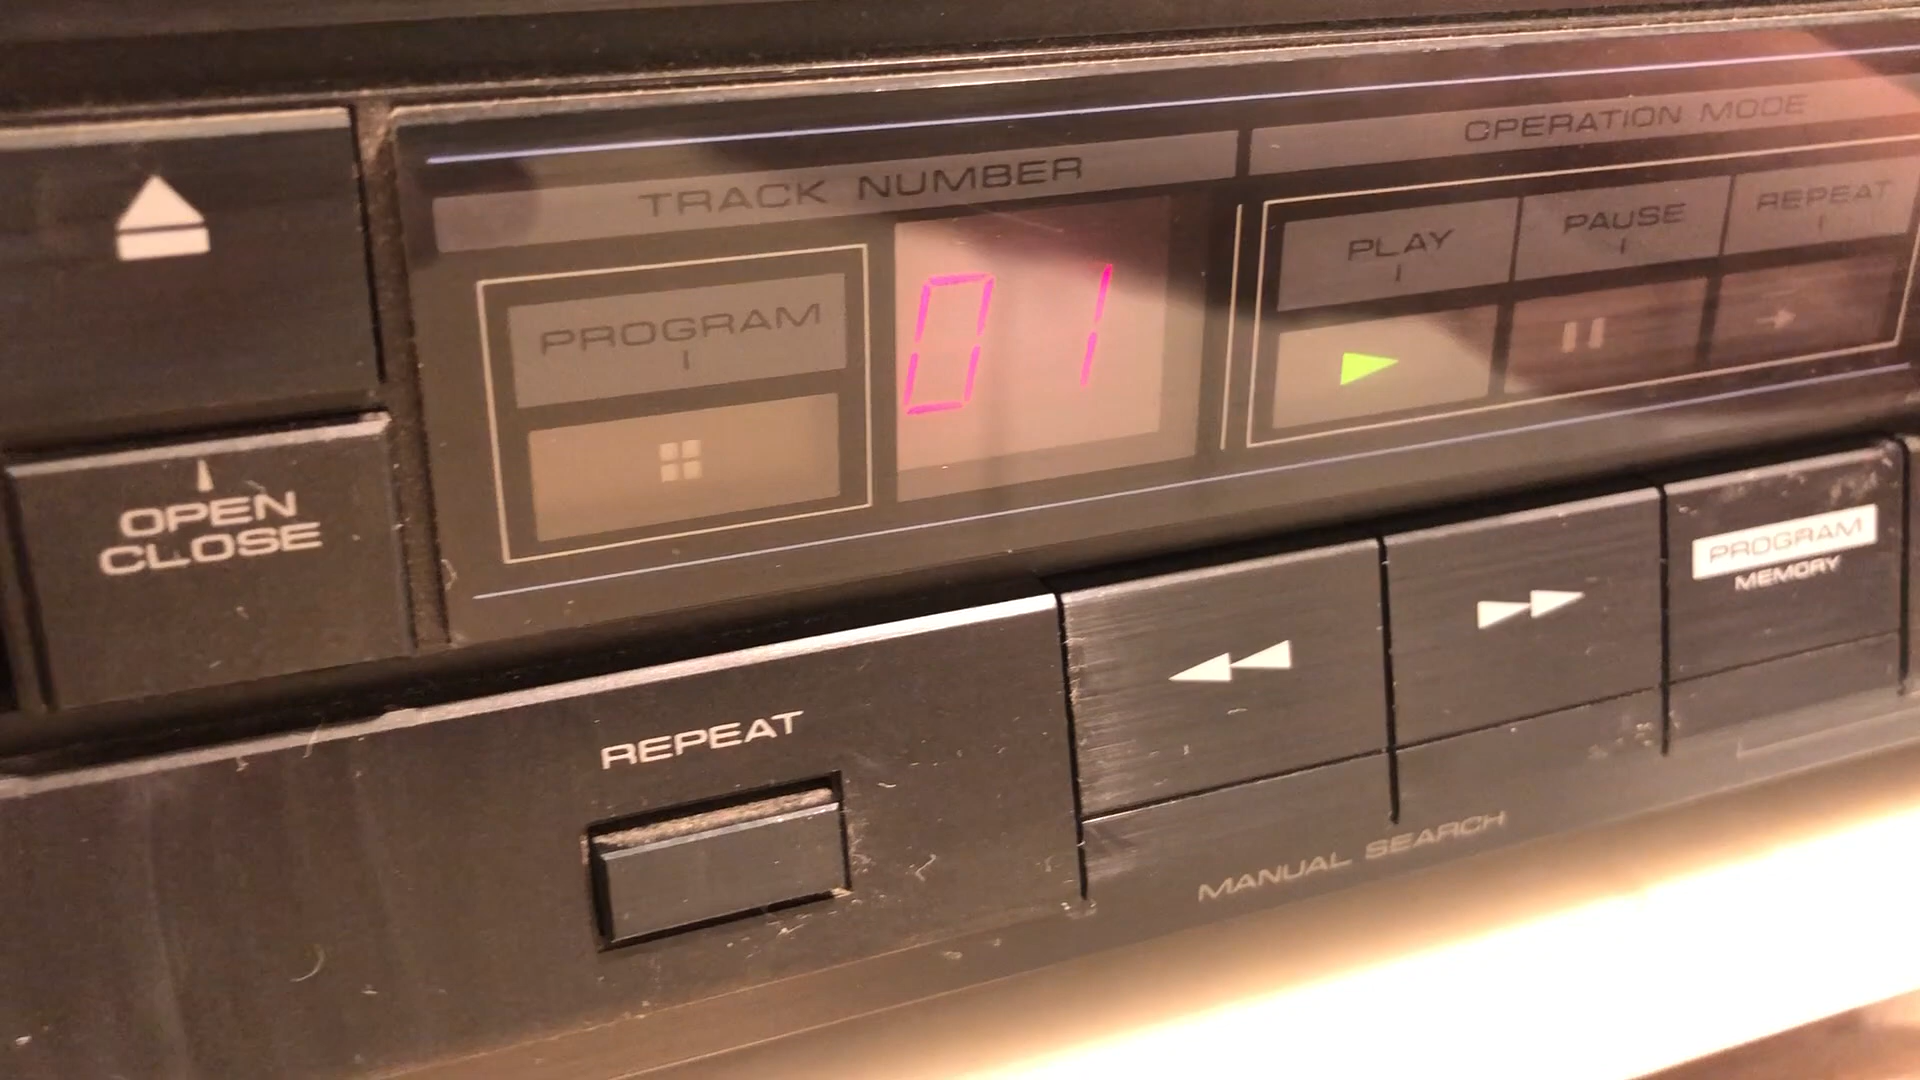 TRACK NUMBER
OPERATION MODE
PROGRAM
01
PLAY
PAUSE
REPEAT
OPEN
CLOSE
PROGRAM
MEMORY
REPEAT
MANUAL SEARCH